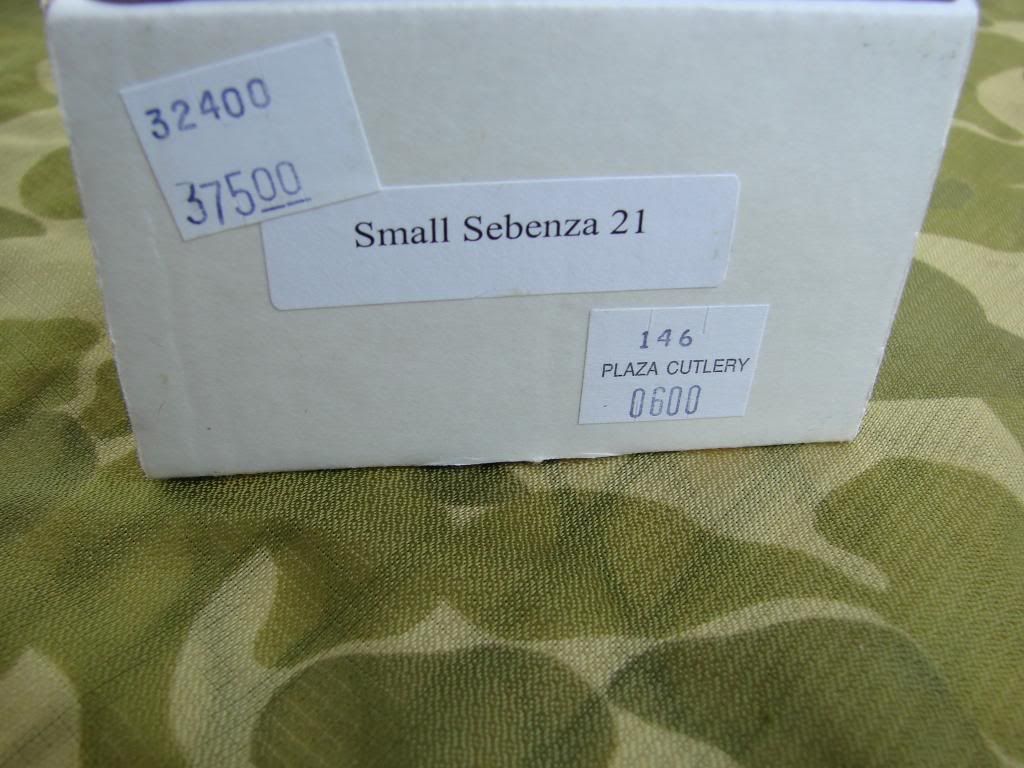 32400
37500
Small Sebenza 21
146
PLAZA CUTLERY
0600